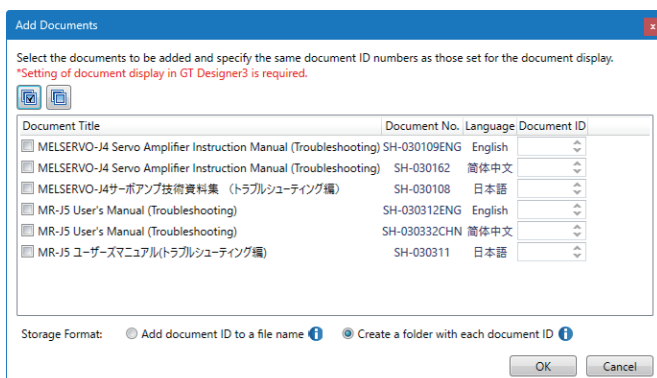 Add Documents
Select the documents to be added and specify the same document ID numbers as those set for the document display.
*Setting of document display in GT Designer3 is required.
Document Title Document No. Language Document ID
MELSERVO-J4 Servo Amplifier Instruction Manual (Troubleshooting) SH-030109ENG English
MELSERVO-J4 Servo Amplifier Instruction Manual (Troubleshooting) SH-030162 简体中文
MELSERVO-J4サーボアンプ技術資料集 (トラブルシューティング編) SH-030108 日本語
MR-J5 User's Manual (Troubleshooting) SH-030312ENG English
MR-J5 User's Manual (Troubleshooting) SH-030332CHN 简体中文
MR-J5 ユーザーズマニュアル(トラブルシューティング編) SH-030311 日本語
Storage Format: Add document ID to a file name Create a folder with each document ID
OK Cancel